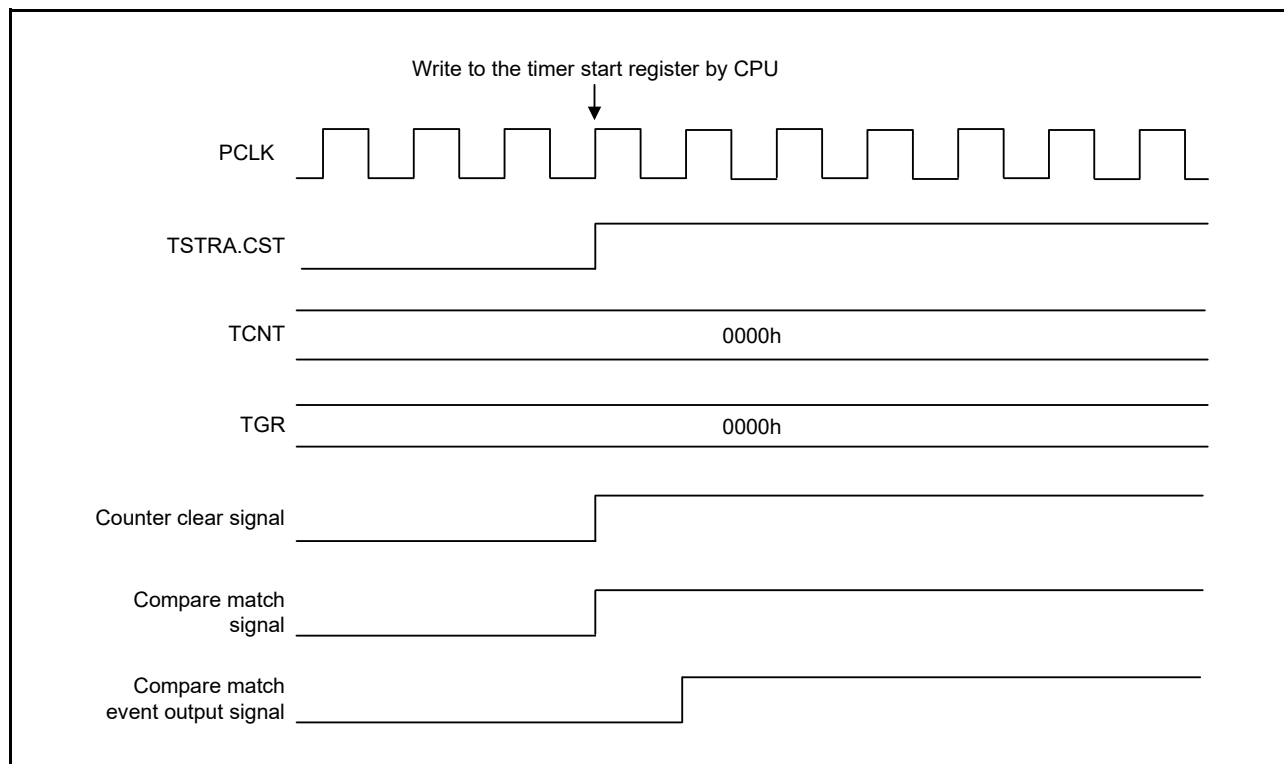 Write to the timer start register by CPU
PCLK
TSTRA.CST
TCNT
0000h
TGR
0000h
Counter clear signal
Compare match
signal
Compare match
event output signal